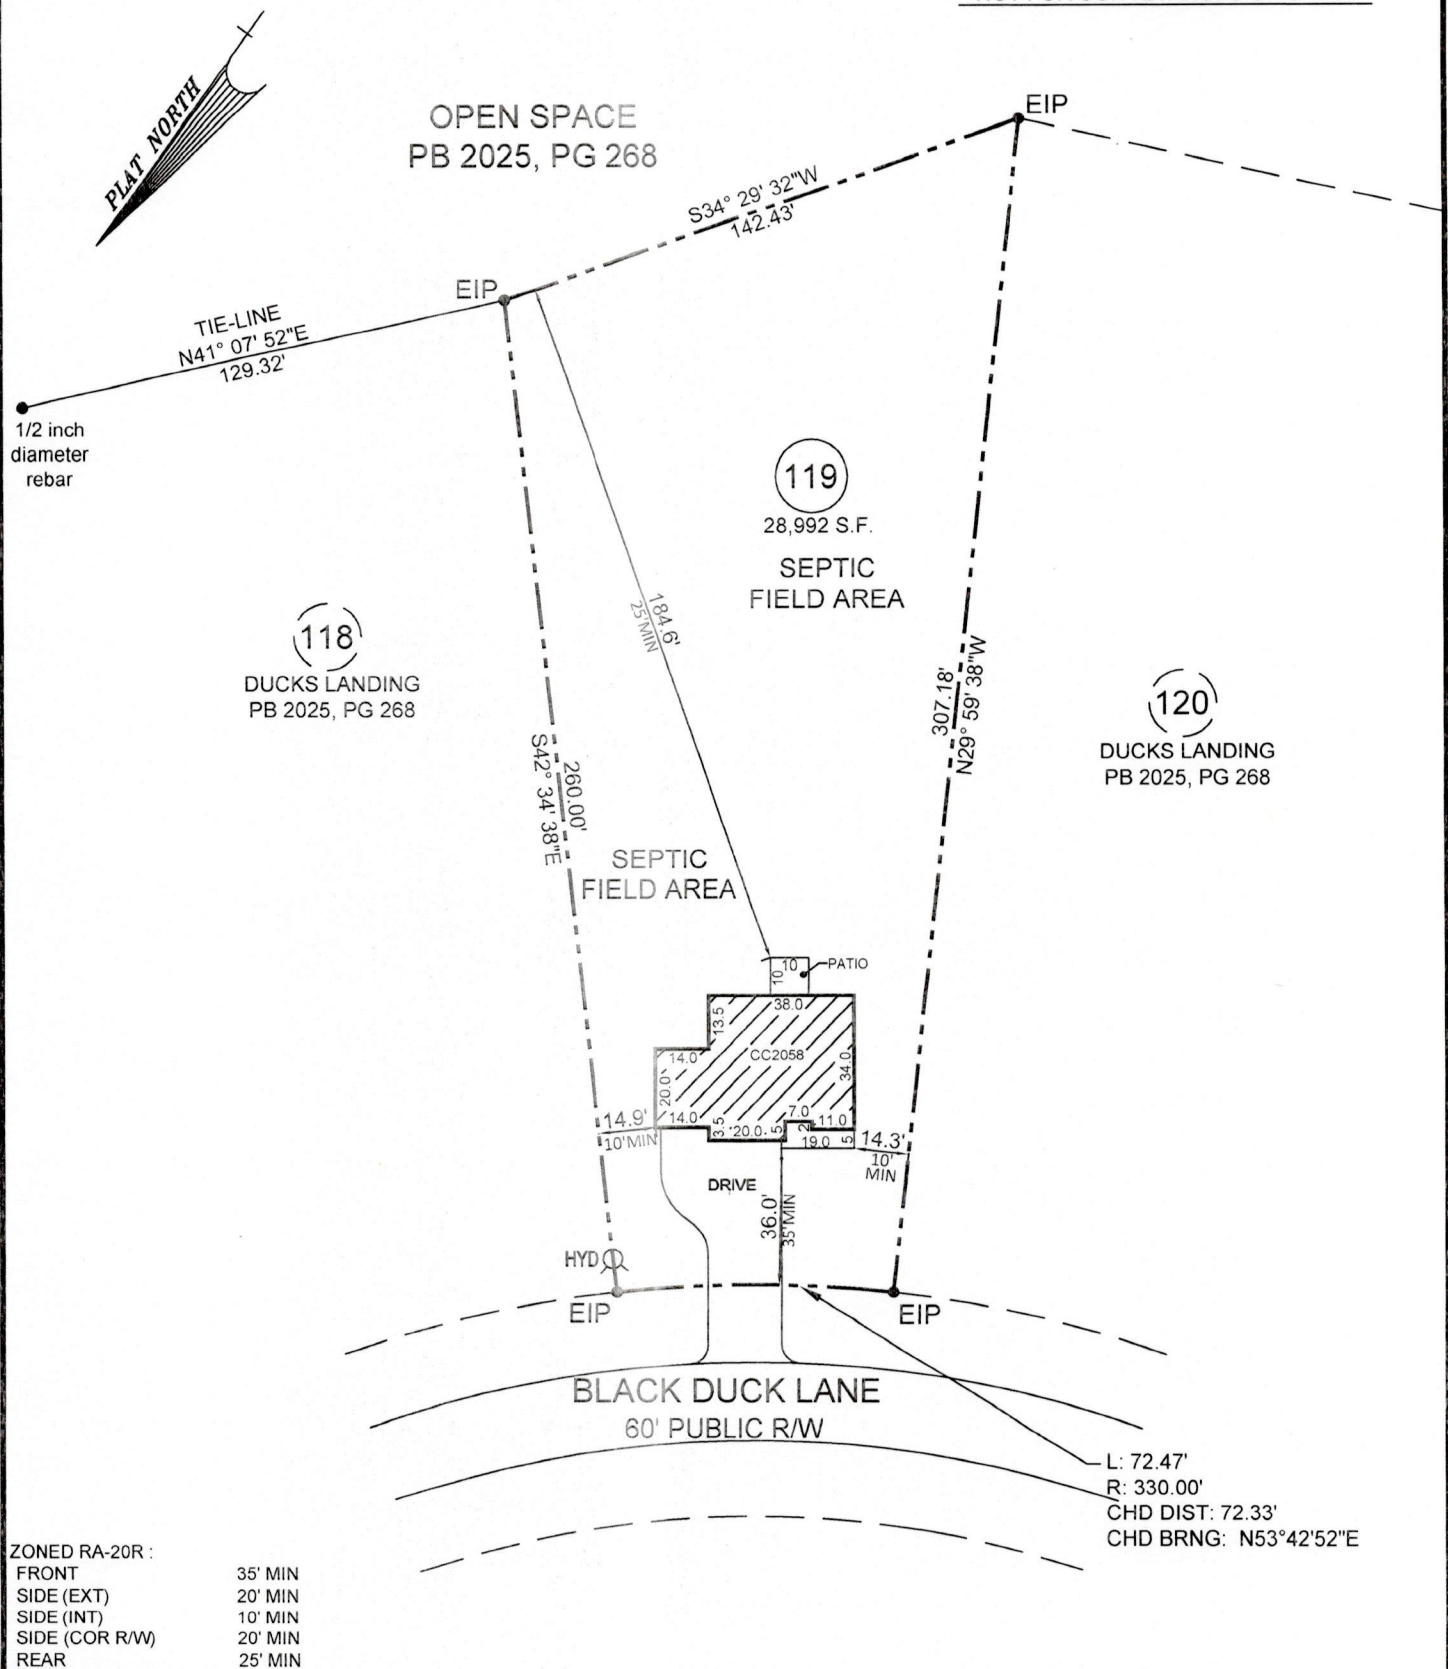 PLAT NORTH
OPEN SPACE
PB 2025, PG 268
EIP
S34° 29' 32"W
142.43'
EIP
TIE-LINE
N41° 07' 52"E
129.32'
1/2 inch
diameter
rebar
119
28,992 S.F.
SEPTIC
FIELD AREA
184.6'
25'MIN
118
DUCKS LANDING
PB 2025, PG 268
307.18'
N29° 59' 38"W
120
DUCKS LANDING
PB 2025, PG 268
260.00'
S42° 34' 38"E
SEPTIC
FIELD AREA
10
10
PATIO
38.0
13.5
14.0
CC2058
34.0
20.0
14.0
3.5
20.0
5
7.0
2
11.0
19.0
5
14.9'
10'MIN
14.3'
10'
MIN
DRIVE
36.0'
35'MIN
HYD
EIP
EIP
BLACK DUCK LANE
60' PUBLIC R/W
L: 72.47'
R: 330.00'
CHD DIST: 72.33'
CHD BRNG: N53°42'52"E
ZONED RA-20R :
FRONT 35' MIN
SIDE (EXT) 20' MIN
SIDE (INT) 10' MIN
SIDE (COR R/W) 20' MIN
REAR 25' MIN